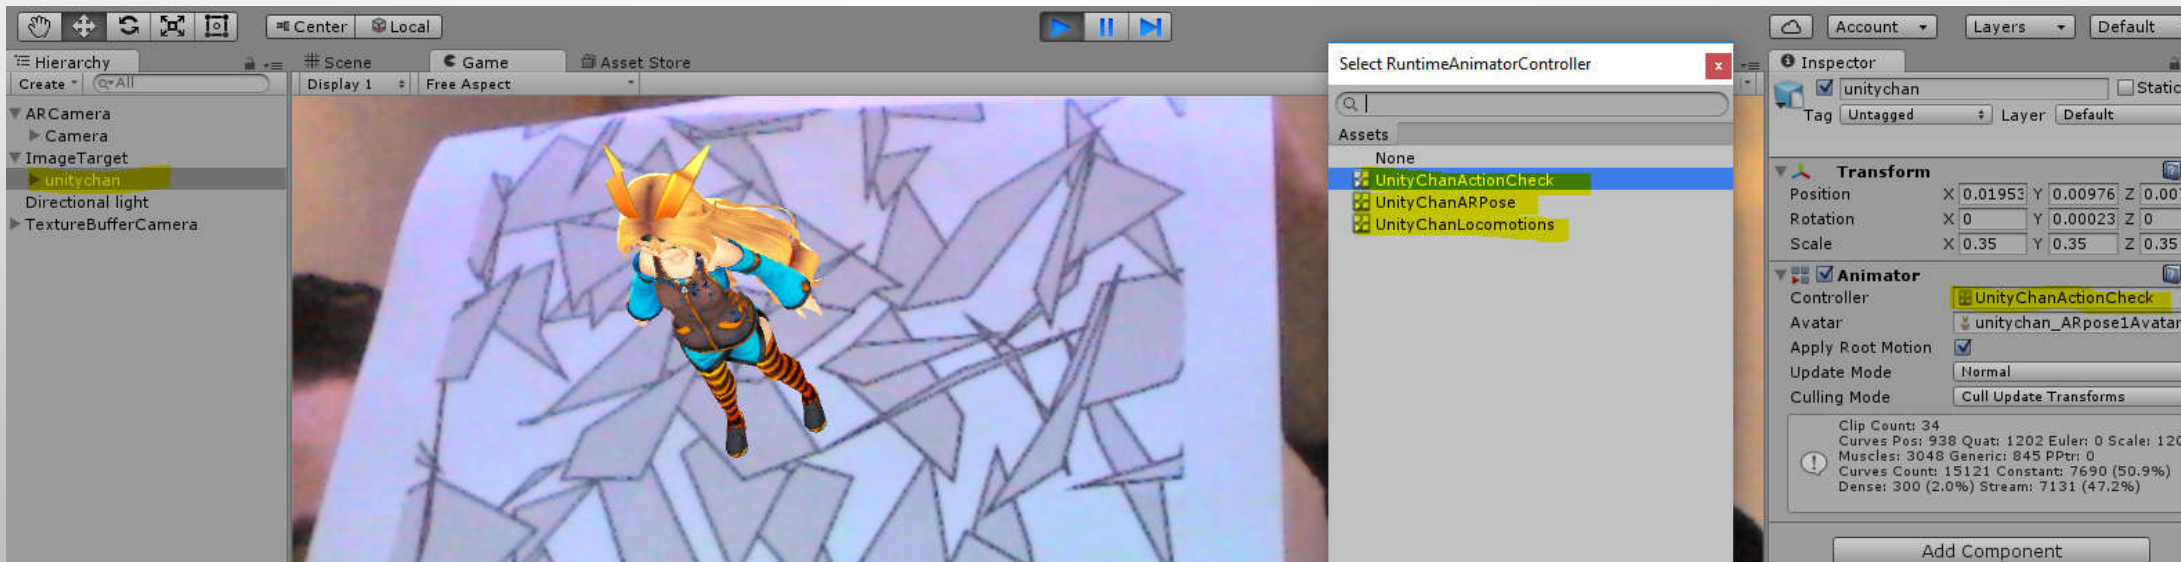 Center Local
Account Layers Default
Hierarchy
Create All
ARCamera
Camera
ImageTarget
unitychan
Directional light
TextureBufferCamera
Scene Game Asset Store
Display 1 Free Aspect
Select RuntimeAnimatorController
x
Assets
None
UnityChanActionCheck
UnityChanARPose
UnityChanLocomotions
Inspector
unitychan Static
Tag Untagged Layer Default
Transform
Position X 0.01953 Y 0.00976 Z 0.00
Rotation X 0 Y 0.00023 Z 0
Scale X 0.35 Y 0.35 Z 0.35
Animator
Controller UnityChanActionCheck
Avatar unitychan_ARpose1Avatar
Apply Root Motion
Update Mode Normal
Culling Mode Cull Update Transforms
Clip Count: 34
Curves Pos: 938 Quat: 1202 Euler: 0 Scale: 120
Muscles: 3048 Generic: 845 PPtr: 0
Curves Count: 15121 Constant: 7690 (50.9%)
Dense: 300 (2.0%) Stream: 7131 (47.2%)
Add Component